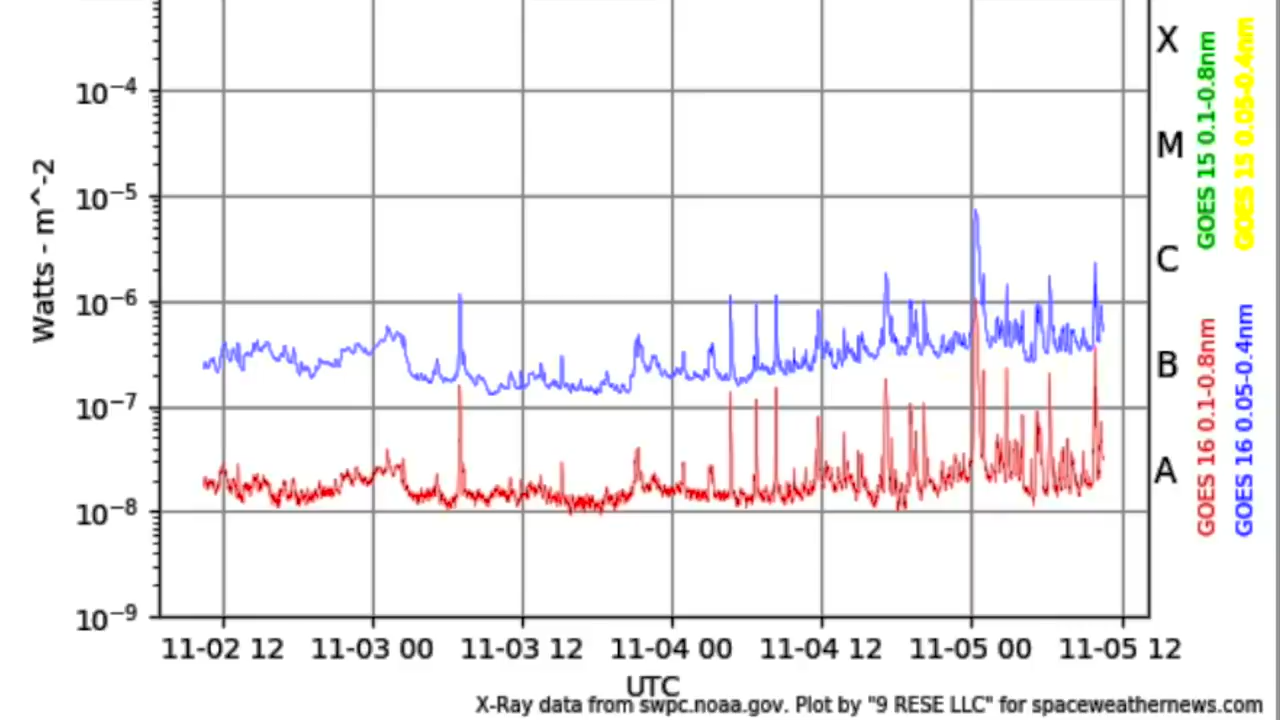 X
10⁻⁴
M
10⁻⁵
C
10⁻⁶
B
10⁻⁷
A
10⁻⁸
10⁻⁹
Watts - m^-2
GOES 15 0.1-0.8nm
GOES 15 0.05-0.4nm
GOES 16 0.1-0.8nm
GOES 16 0.05-0.4nm
11-02 12 11-03 00 11-03 12 11-04 00 11-04 12 11-05 00 11-05 12
UTC
X-Ray data from swpc.noaa.gov. Plot by "9 RESE LLC" for spaceweathernews.com